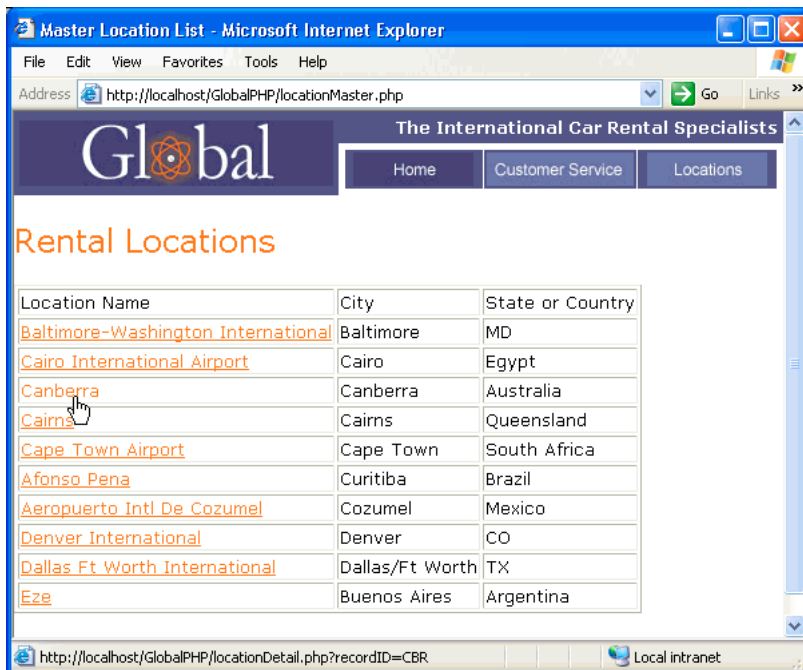 Master Location List - Microsoft Internet Explorer
File Edit View Favorites Tools Help
Address http://localhost/GlobalPHP/locationMaster.php Go Links »
Global
The International Car Rental Specialists
Home Customer Service Locations
Rental Locations
Location Name City State or Country
Baltimore-Washington International Baltimore MD
Cairo International Airport Cairo Egypt
Canberra Canberra Australia
Cairns Cairns Queensland
Cape Town Airport Cape Town South Africa
Afonso Pena Curitiba Brazil
Aeropuerto Intl De Cozumel Cozumel Mexico
Denver International Denver CO
Dallas Ft Worth International Dallas/Ft Worth TX
Eze Buenos Aires Argentina
http://localhost/GlobalPHP/locationDetail.php?recordID=CBR Local intranet